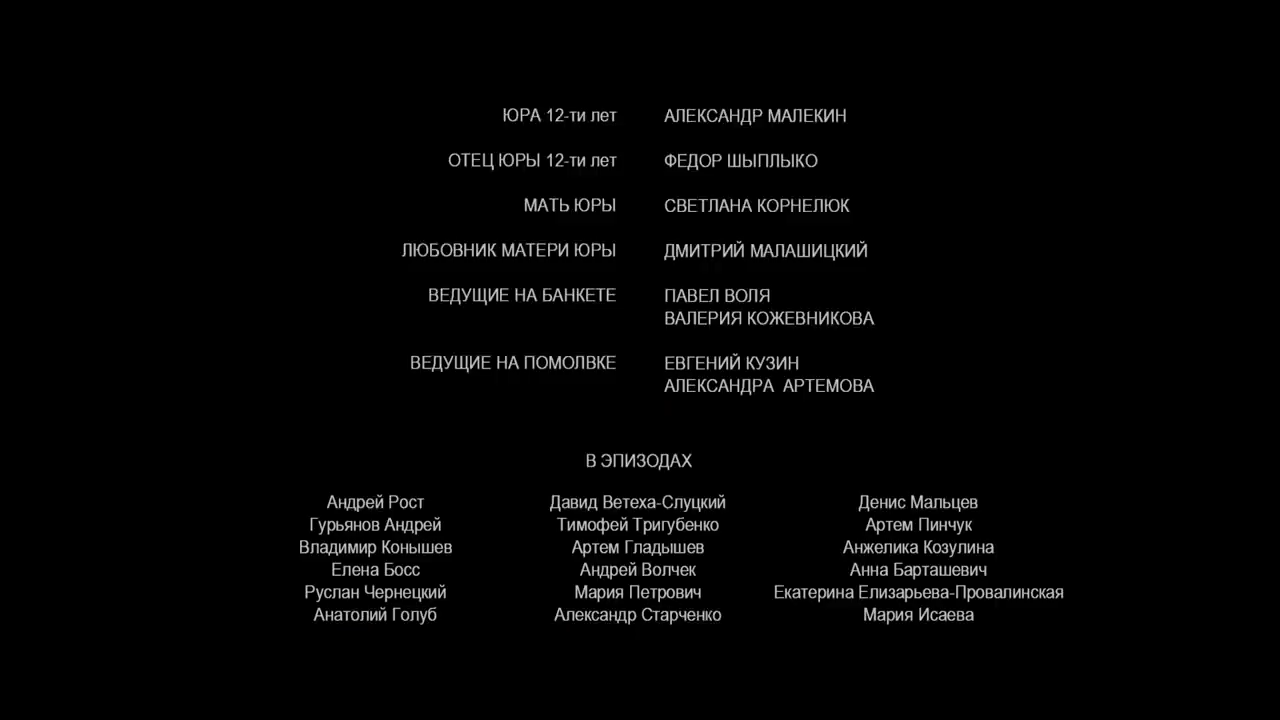 ЮРА 12-ти лет АЛЕКСАНДР МАЛЕКИН
ОТЕЦ ЮРЫ 12-ти лет ФЕДОР ШЫПЛЫКО
МАТЬ ЮРЫ СВЕТЛАНА КОРНЕЛЮК
ЛЮБОВНИК МАТЕРИ ЮРЫ ДМИТРИЙ МАЛАШИЦКИЙ
ВЕДУЩИЕ НА БАНКЕТЕ ПАВЕЛ ВОЛЯ
ВАЛЕРИЯ КОЖЕВНИКОВА
ВЕДУЩИЕ НА ПОМОЛВКЕ ЕВГЕНИЙ КУЗИН
АЛЕКСАНДРА АРТЕМОВА
В ЭПИЗОДАХ
Андрей Рост Давид Ветеха-Слуцкий Денис Мальцев
Гурьянов Андрей Тимофей Тригубенко Артем Пинчук
Владимир Конышев Артем Гладышев Анжелика Козулина
Елена Босс Андрей Волчек Анна Барташевич
Руслан Чернецкий Мария Петрович Екатерина Елизарьева-Провалинская
Анатолий Голуб Александр Старченко Мария Исаева